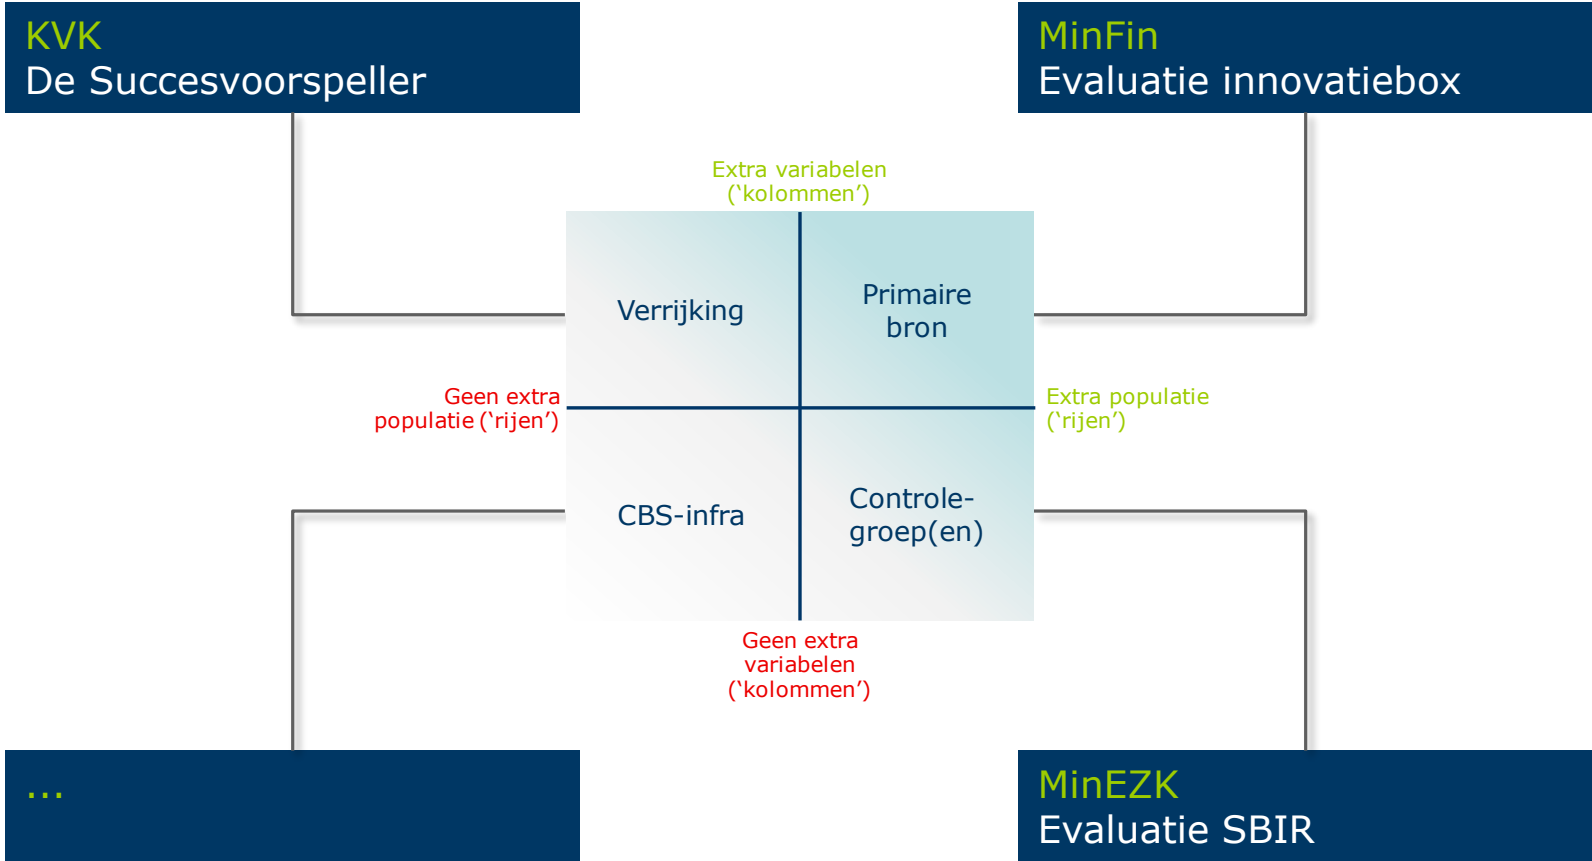 KVK
De Succesvoorspeller
MinFin
Evaluatie innovatiebox
Extra variabelen
(‘kolommen’)
Verrijking
Primaire
bron
Geen extra
populatie (‘rijen’)
Extra populatie
(‘rijen’)
CBS-infra
Controle-
groep(en)
Geen extra
variabelen
(‘kolommen’)
...
MinEZK
Evaluatie SBIR